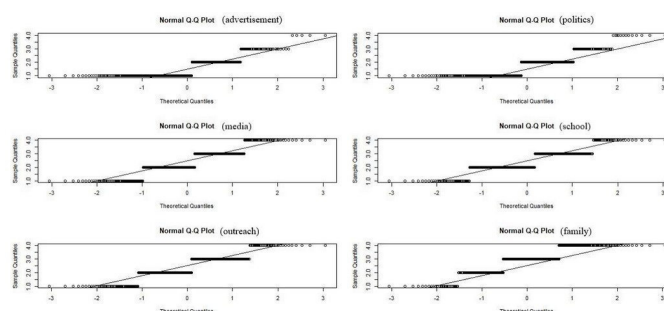 Normal Q-Q Plot (advertisement)
Sample Quantiles
1.0 2.0 3.0 4.0
-3 -2 -1 0 1 2 3
Theoretical Quantiles
Normal Q-Q Plot (politics)
Sample Quantiles
1.0 2.0 3.0 4.0
-3 -2 -1 0 1 2 3
Theoretical Quantiles
Normal Q-Q Plot (media)
Sample Quantiles
1.0 2.0 3.0 4.0
-3 -2 -1 0 1 2 3
Theoretical Quantiles
Normal Q-Q Plot (school)
Sample Quantiles
1.0 2.0 3.0 4.0
-3 -2 -1 0 1 2 3
Theoretical Quantiles
Normal Q-Q Plot (outreach)
Sample Quantiles
1.0 2.0 3.0 4.0
-3 -2 -1 0 1 2 3
Theoretical Quantiles
Normal Q-Q Plot (family)
Sample Quantiles
1.0 2.0 3.0 4.0
-3 -2 -1 0 1 2 3
Theoretical Quantiles